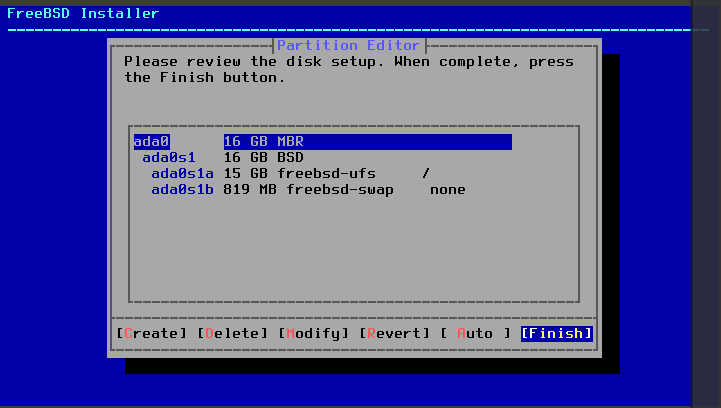 FreeBSD Installer
Partition Editor
Please review the disk setup. When complete, press
the Finish button.
ada0 16 GB MBR
ada0s1 16 GB BSD
ada0s1a 15 GB freebsd-ufs /
ada0s1b 819 MB freebsd-swap none
[Create] [Delete] [Modify] [Revert] [ Auto ] [Finish]